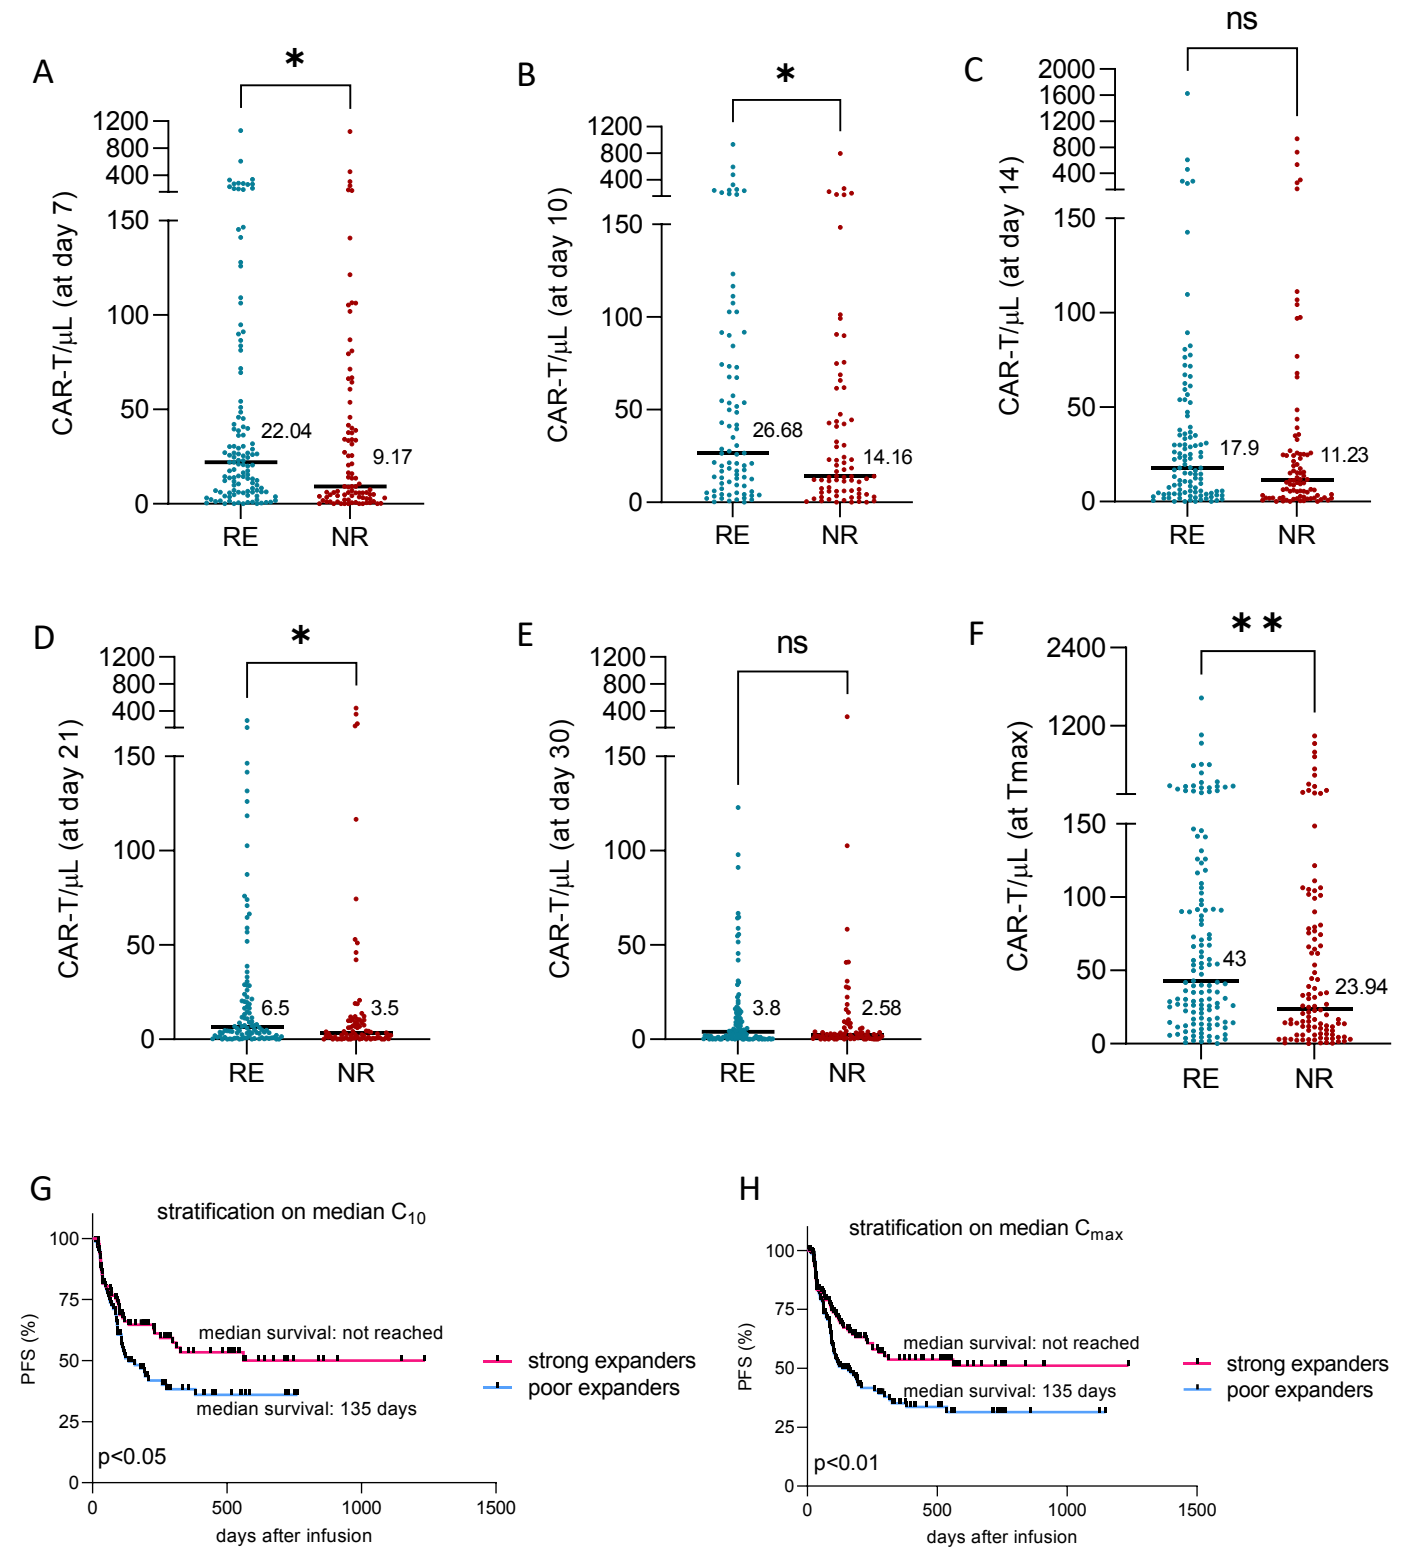 A
*
CAR-T/μL (at day 7)
1200
800
400
150
100
50
0
22.04
9.17
RE
NR
B
*
CAR-T/μL (at day 10)
1200
800
400
150
100
50
0
26.68
14.16
RE
NR
C
ns
CAR-T/μL (at day 14)
2000
1600
1200
800
400
150
100
50
0
17.9
11.23
RE
NR
D
*
CAR-T/μL (at day 21)
1200
800
400
150
100
50
0
6.5
3.5
RE
NR
E
ns
CAR-T/μL (at day 30)
1200
800
400
150
100
50
0
3.8
2.58
RE
NR
F
**
CAR-T/μL (at Tmax)
2400
1200
150
100
50
0
43
23.94
RE
NR
G
stratification on median C10
PFS (%)
100
75
50
25
0
median survival: not reached
median survival: 135 days
p<0.05
0
500
1000
1500
days after infusion
strong expanders
poor expanders
H
stratification on median Cmax
PFS (%)
100
75
50
25
0
median survival: not reached
median survival: 135 days
p<0.01
0
500
1000
1500
days after infusion
strong expanders
poor expanders